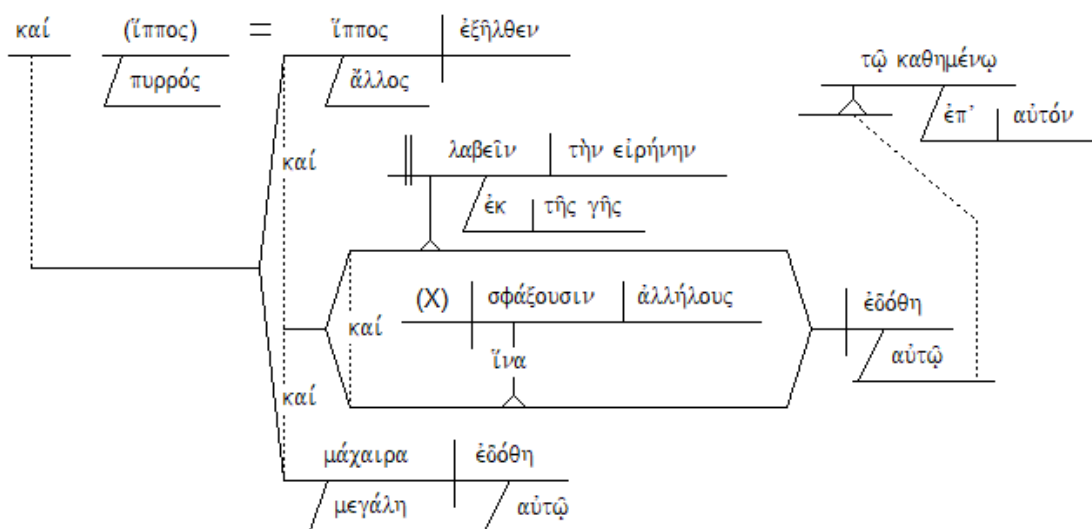 καί (ἵππος) = ἵππος ἐξῆλθεν
πυρρός ἄλλος
τῷ καθημένῳ
ἐπ' αὐτόν
καί
λαβεῖν τὴν εἰρήνην
ἐκ τῆς γῆς
(X) σφάξουσιν ἀλλήλους
καί
ἵνα
ἐδόθη
αὐτῷ
καί
μάχαιρα ἐδόθη
μεγάλη αὐτῷ